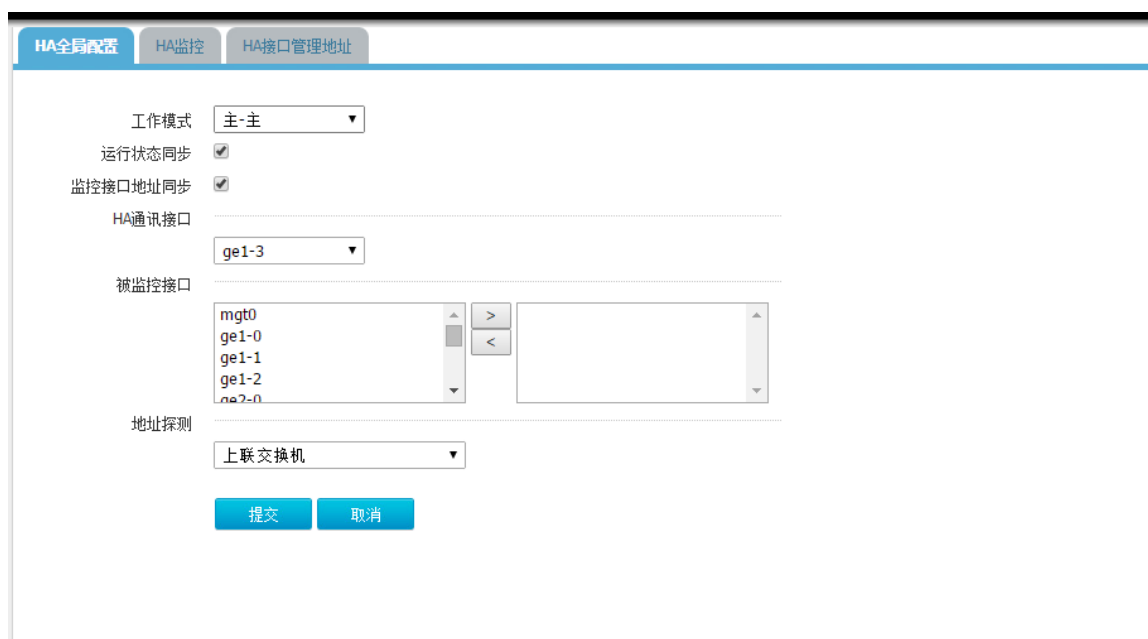 HA全局配置 HA监控 HA接口管理地址
工作模式 主-主
运行状态同步
监控接口地址同步
HA通讯接口
ge1-3
被监控接口
mgt0 >
ge1-0 <
ge1-1
ge1-2
ge2-0
地址探测
上联交换机
提交 取消